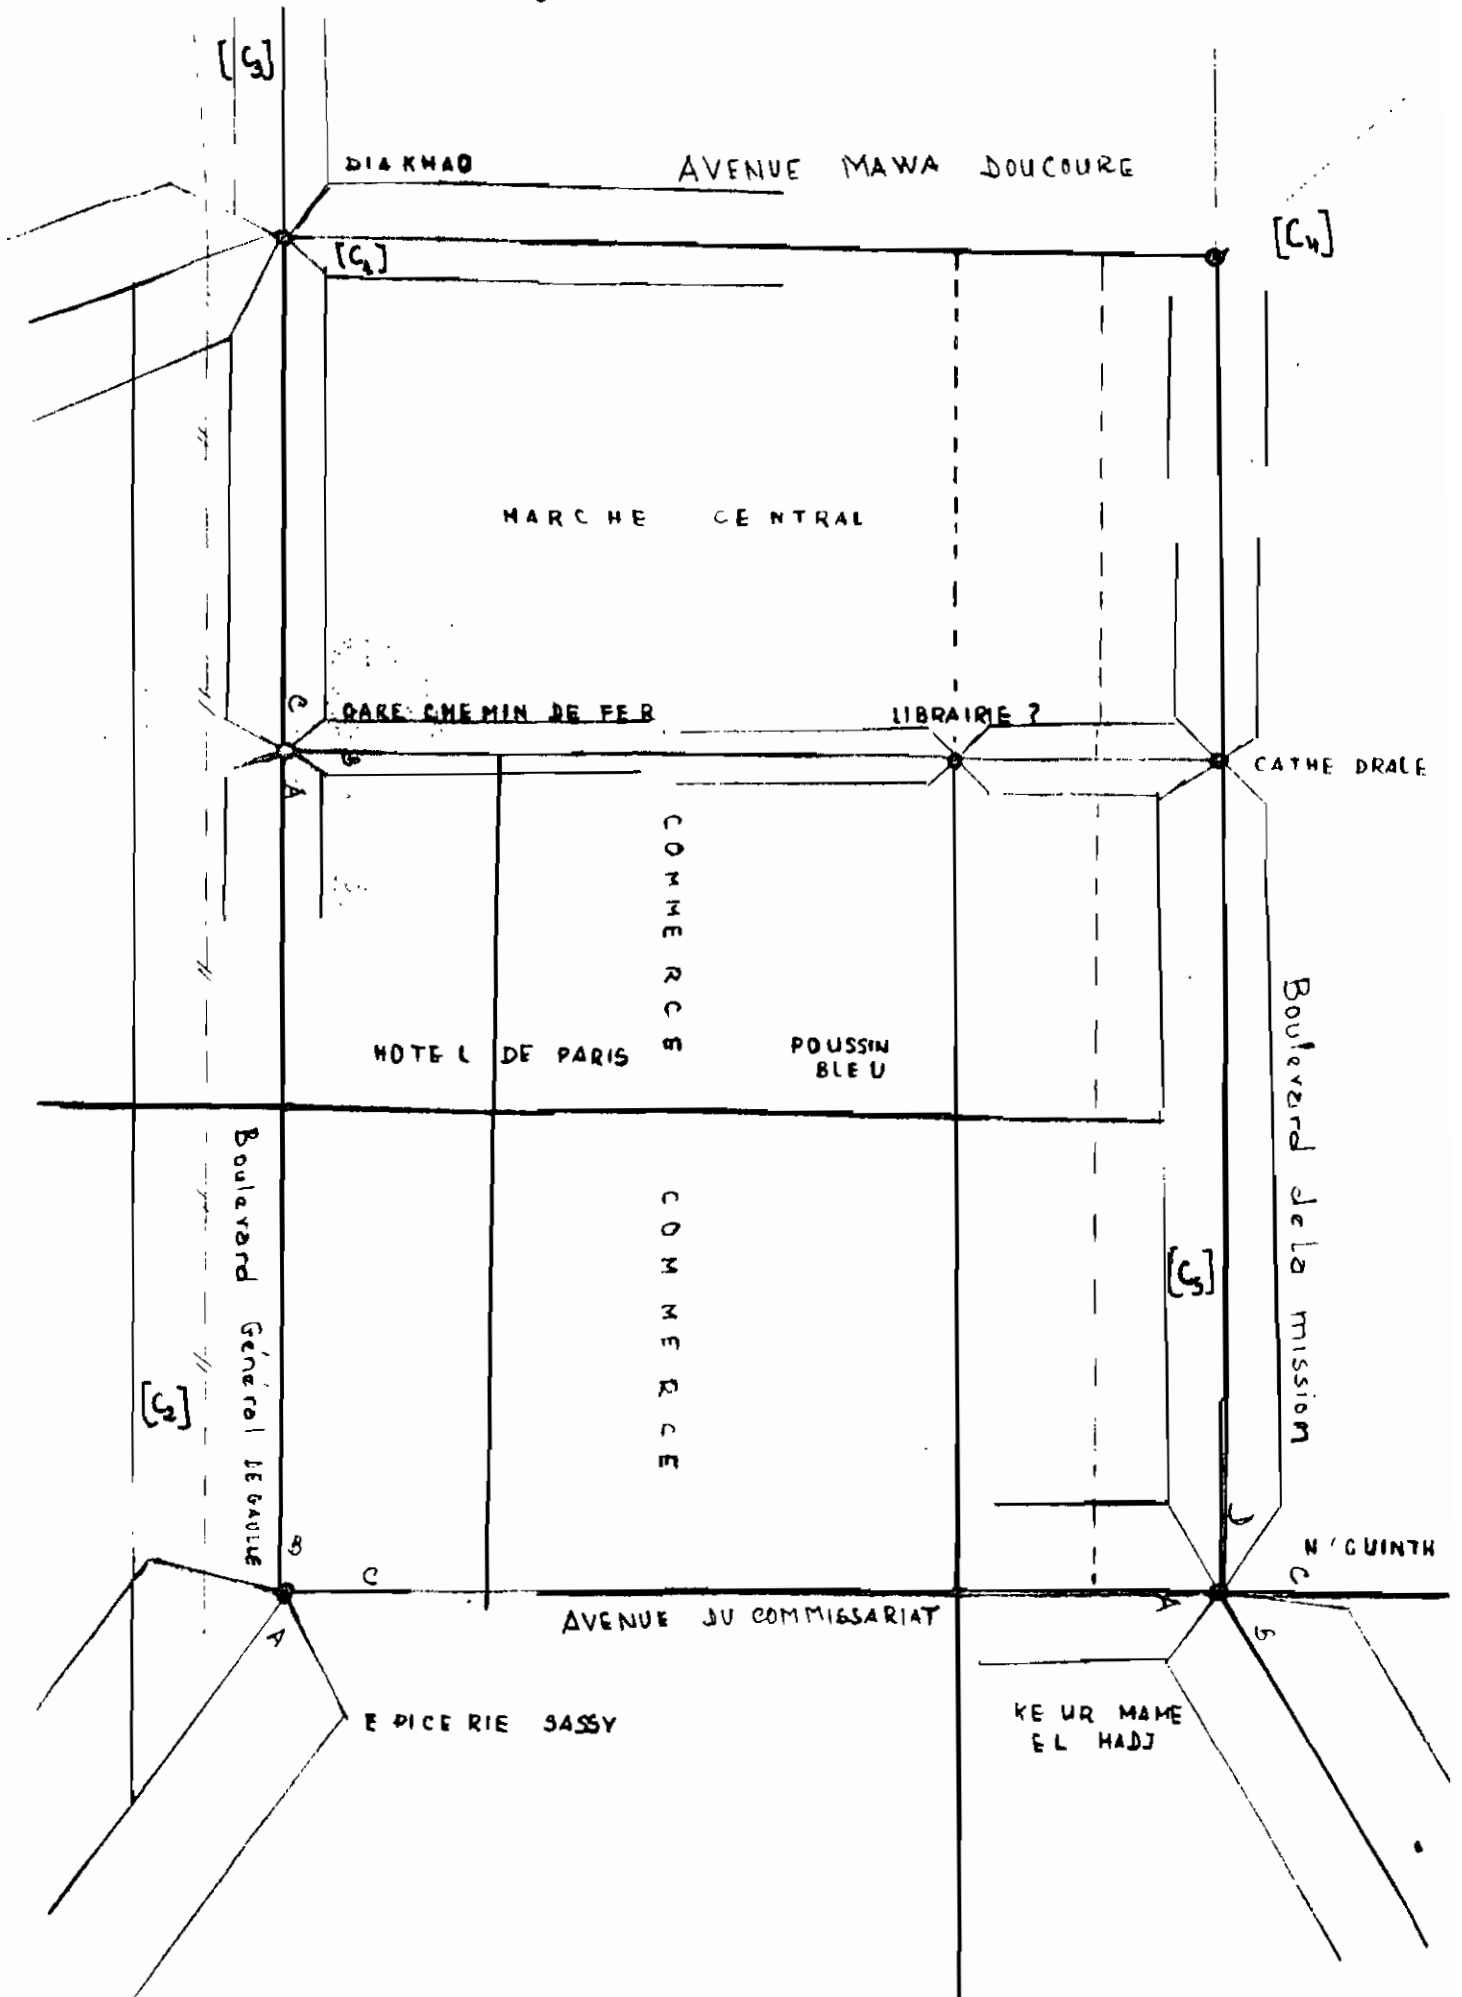 [C3]
DIAKHAO
AVENUE MAWA DOUCOURE
[C1]
[C4]
MARCHE CENTRAL
C
GARE CHEMIN DE FER
LIBRAIRIE ?
B
CATHEDRALE
A
COMMERCE
HOTEL DE PARIS
POUSSIN
BLEU
Boulevard de la mission
Boulevard Général DE GAULLE
COMMERCE
[C5]
[C2]
B
C
N'GUINTH
C
A
AVENUE DU COMMISSARIAT
A
B
EPICERIE SASSY
KEUR MAME
EL HADJ